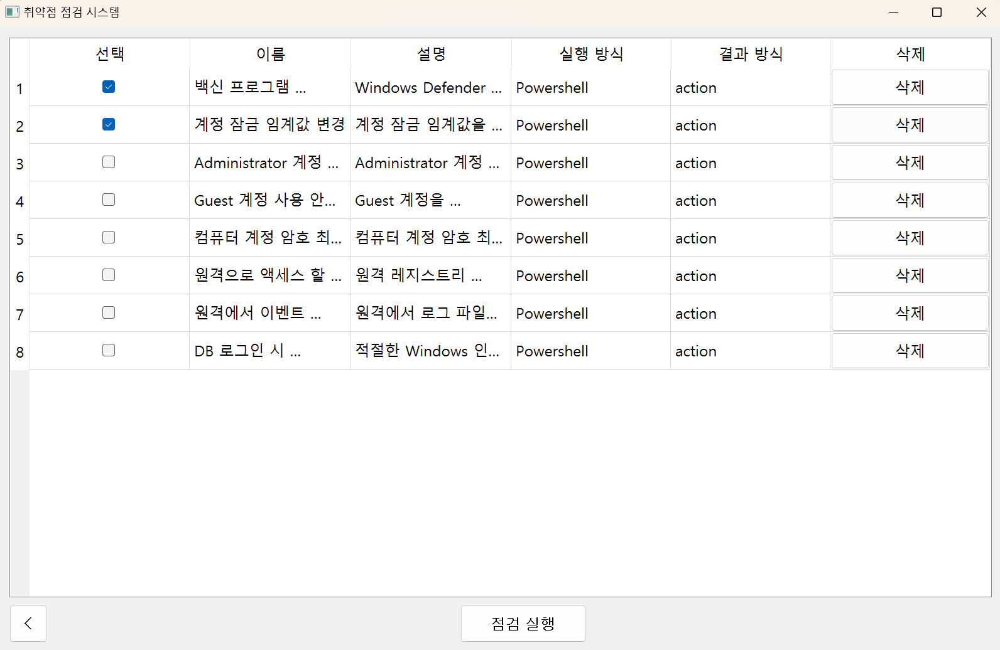 취약점 점검 시스템
선택 이름 설명 실행 방식 결과 방식 삭제
1 백신 프로그램 ... Windows Defender ... Powershell action 삭제
2 계정 잠금 임계값 변경 계정 잠금 임계값을 ... Powershell action 삭제
3 Administrator 계정 ... Administrator 계정 ... Powershell action 삭제
4 Guest 계정 사용 안... Guest 계정을 ... Powershell action 삭제
5 컴퓨터 계정 암호 최... 컴퓨터 계정 암호 최... Powershell action 삭제
6 원격으로 액세스 할 ... 원격 레지스트리 ... Powershell action 삭제
7 원격에서 이벤트 ... 원격에서 로그 파일... Powershell action 삭제
8 DB 로그인 시 ... 적절한 Windows 인... Powershell action 삭제
점검 실행